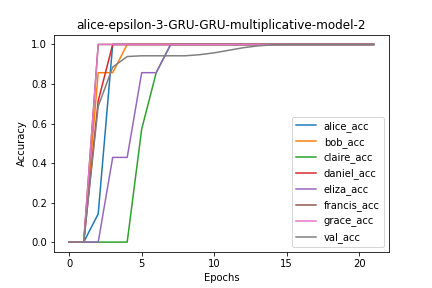 alice-epsilon-3-GRU-GRU-multiplicative-model-2
1.0
0.8
0.6
0.4
0.2
0.0
Accuracy
0
5
10
15
20
Epochs
alice_acc
bob_acc
claire_acc
daniel_acc
eliza_acc
francis_acc
grace_acc
val_acc